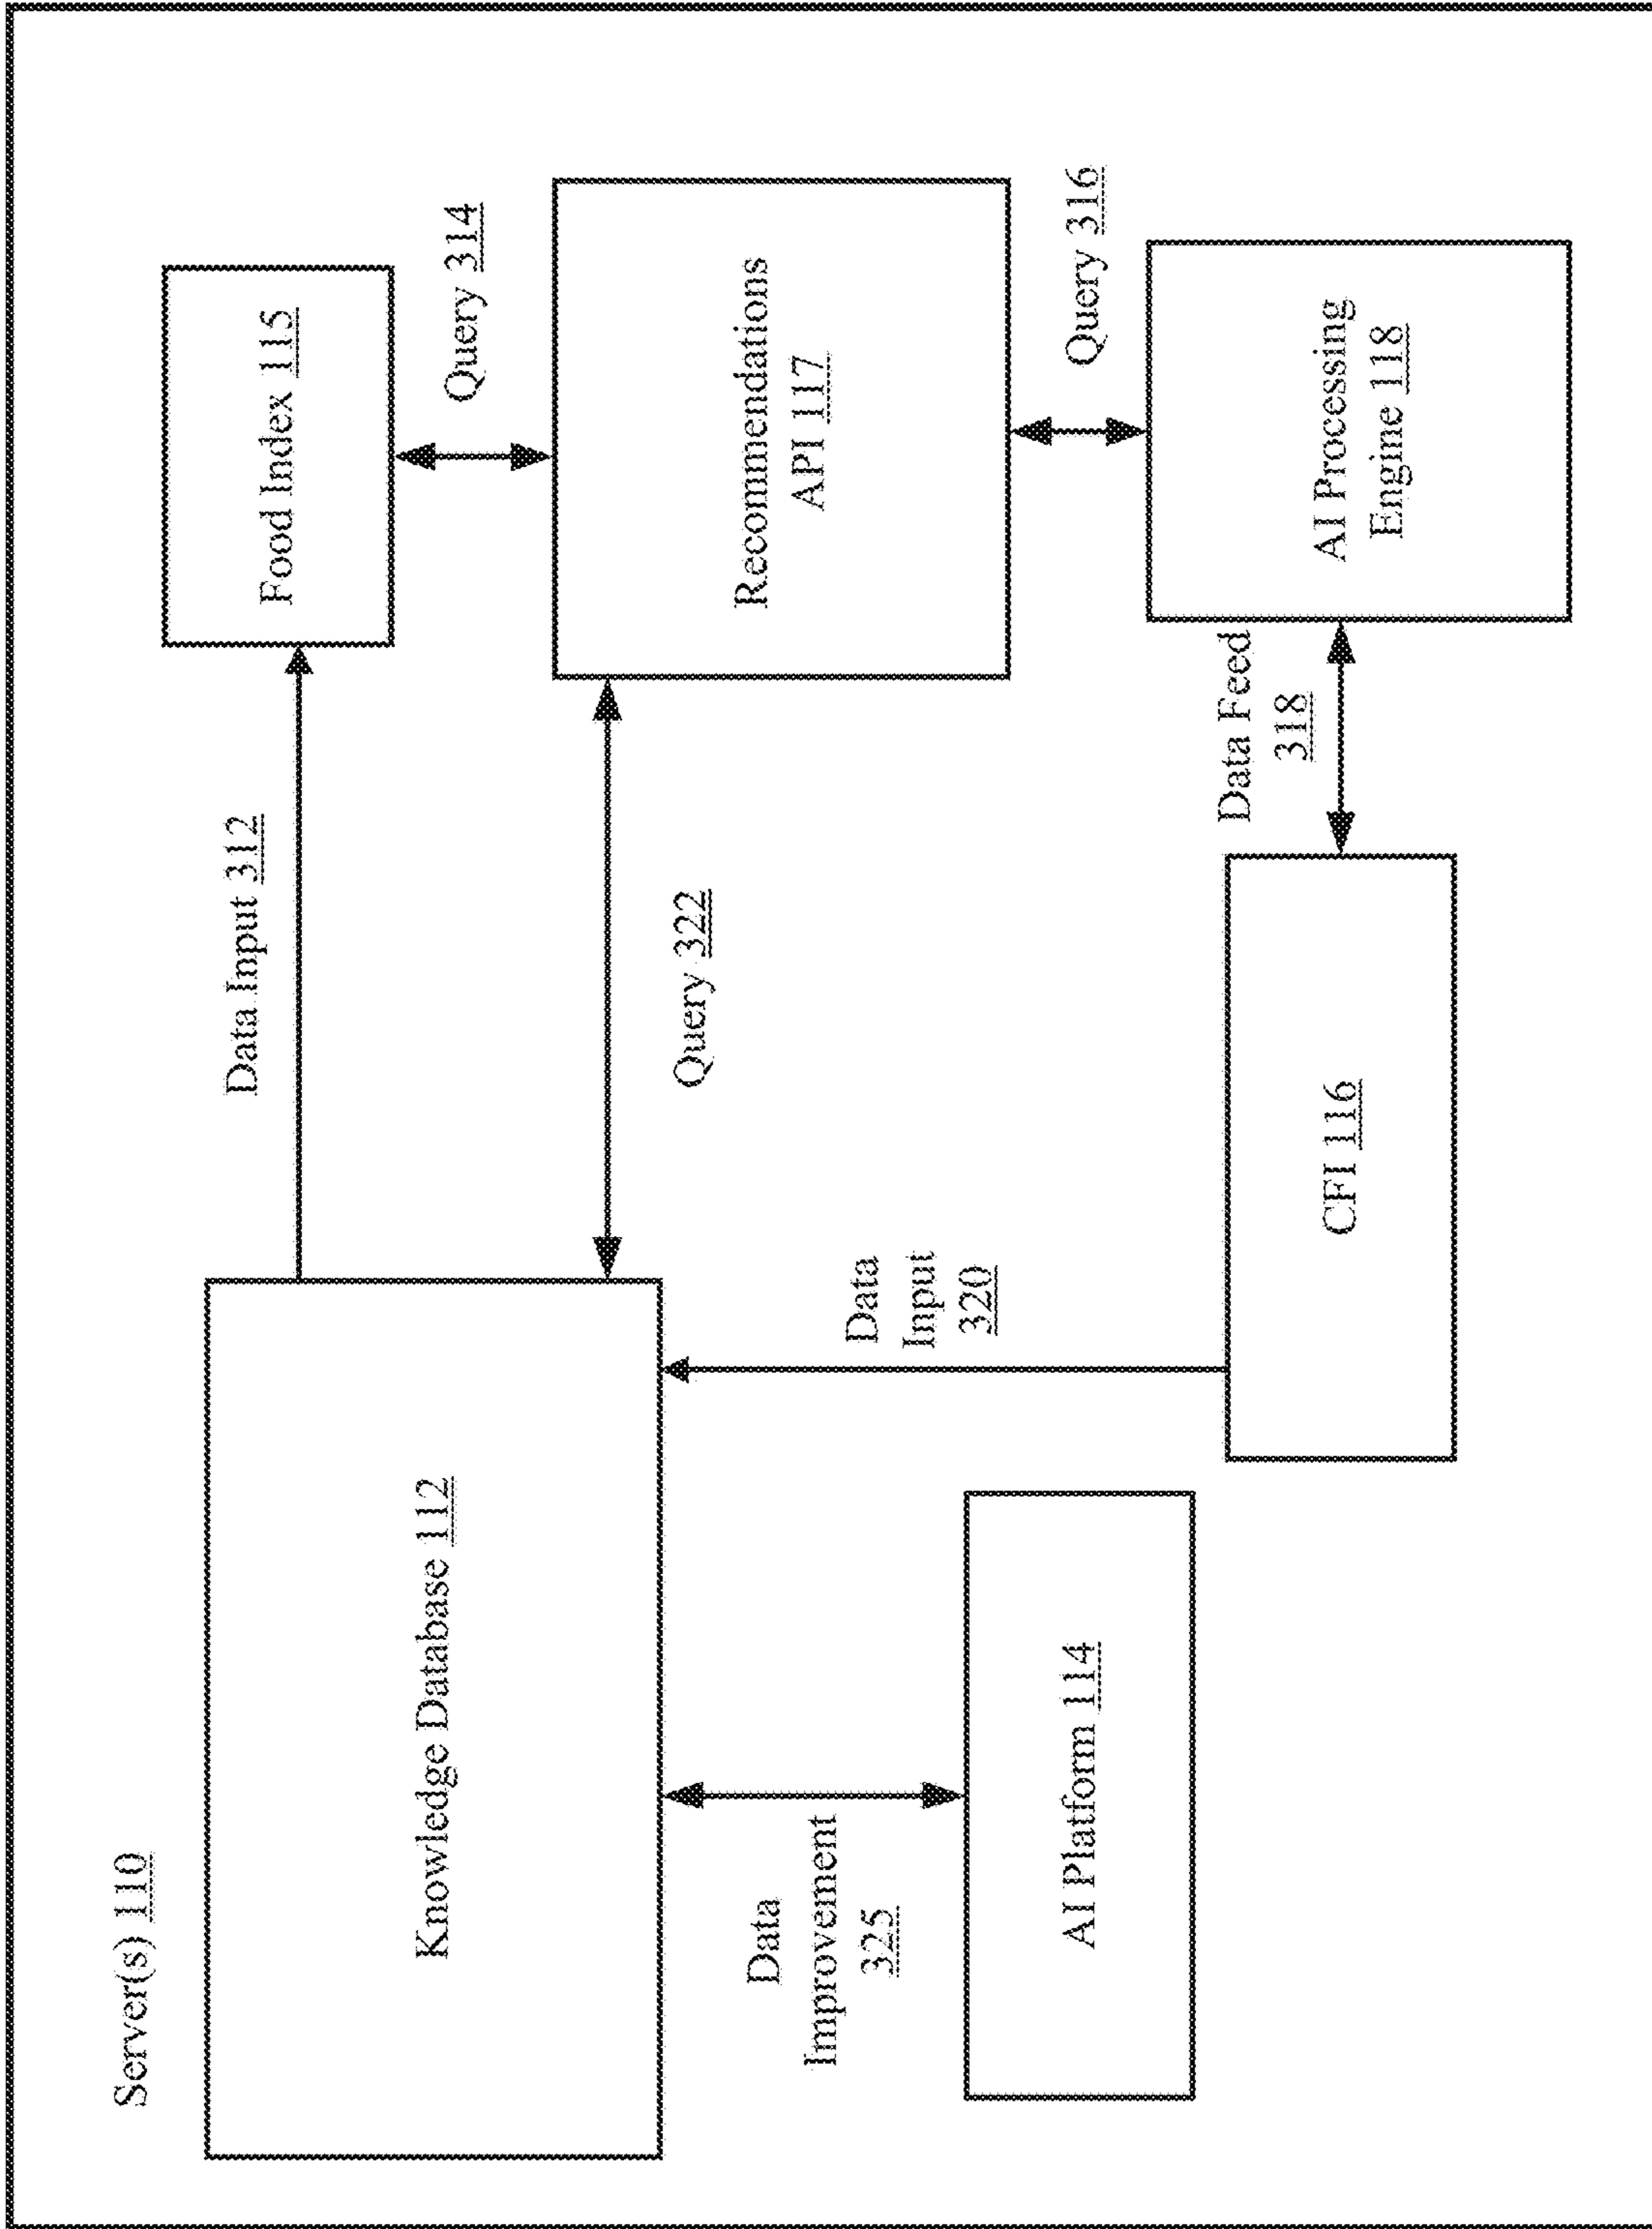 Server(s) 110
Knowledge Database 112
Data Input 312
Food Index 115
Query 314
Query 322
Recommendations
API 117
Data
Improvement
325
Data
Input
320
Query 316
AI Platform 114
CFI 116
Data Feed
318
AI Processing
Engine 118